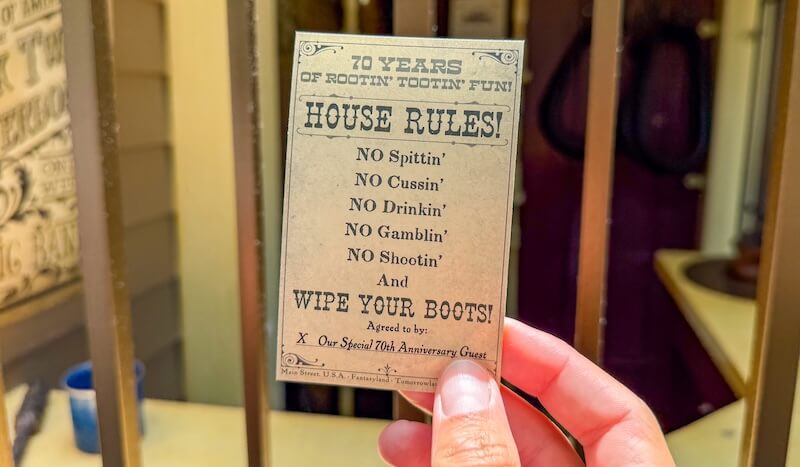 70 YEARS
OF ROOTIN' TOOTIN' FUN!
HOUSE RULES!
NO Spittin'
NO Cussin'
NO Drinkin'
NO Gamblin'
NO Shootin'
And
WIPE YOUR BOOTS!
Agreed to by:
X Our Special 70th Anniversary Guest
Main Street, U.S.A. · Fantasyland · Tomorrowla